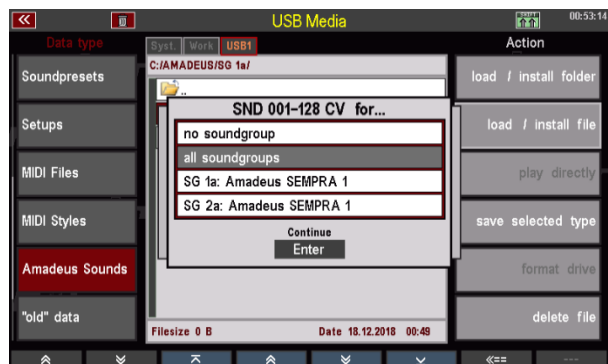 USB Media
00:53:14
Data type
Syst. Work USB1
Action
C:/AMADEUS/SG 1a/
..
Soundpresets
load / install folder
SND 001-128 CV for...
Setups
no soundgroup
load / install file
all soundgroups
MIDI Files
SG 1a: Amadeus SEMPRA 1
play directly
SG 2a: Amadeus SEMPRA 1
MIDI Styles
Continue
save selected type
Enter
Amadeus Sounds
format drive
"old" data
delete file
Filesize 0 B
Date 18.12.2018 00:49
<==
---